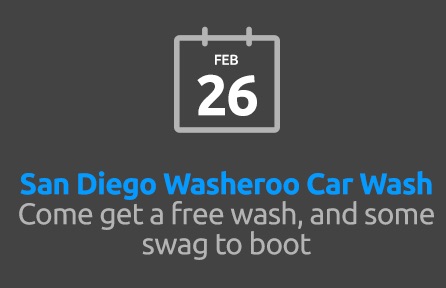 FEB
26
San Diego Washeroo Car Wash
Come get a free wash, and some
swag to boot